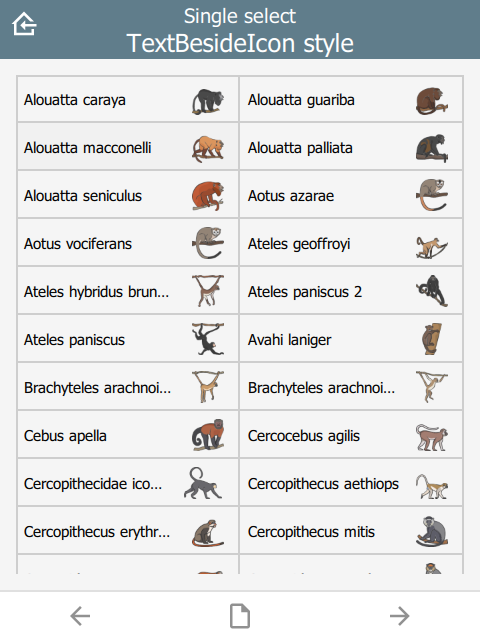 Single select
TextBesideIcon style
Alouatta caraya
Alouatta guariba
Alouatta macconelli
Alouatta palliata
Alouatta seniculus
Aotus azarae
Aotus vociferans
Ateles geoffroyi
Ateles hybridus brun...
Ateles paniscus 2
Ateles paniscus
Avahi laniger
Brachyteles arachnoi...
Brachyteles arachnoi...
Cebus apella
Cercocebus agilis
Cercopithecidae ico...
Cercopithecus aethiops
Cercopithecus erythr...
Cercopithecus mitis